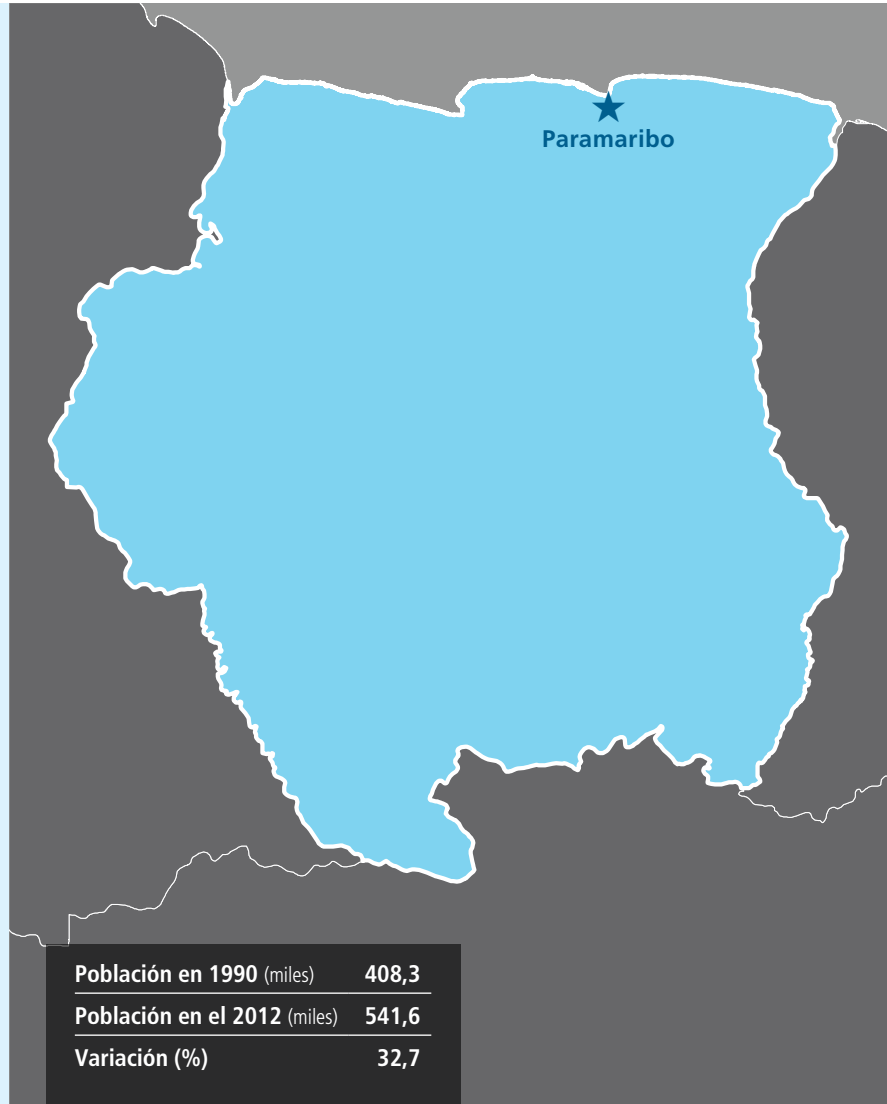 Paramaribo
Población en 1990 (miles) 408,3
Población en el 2012 (miles) 541,6
Variación (%) 32,7